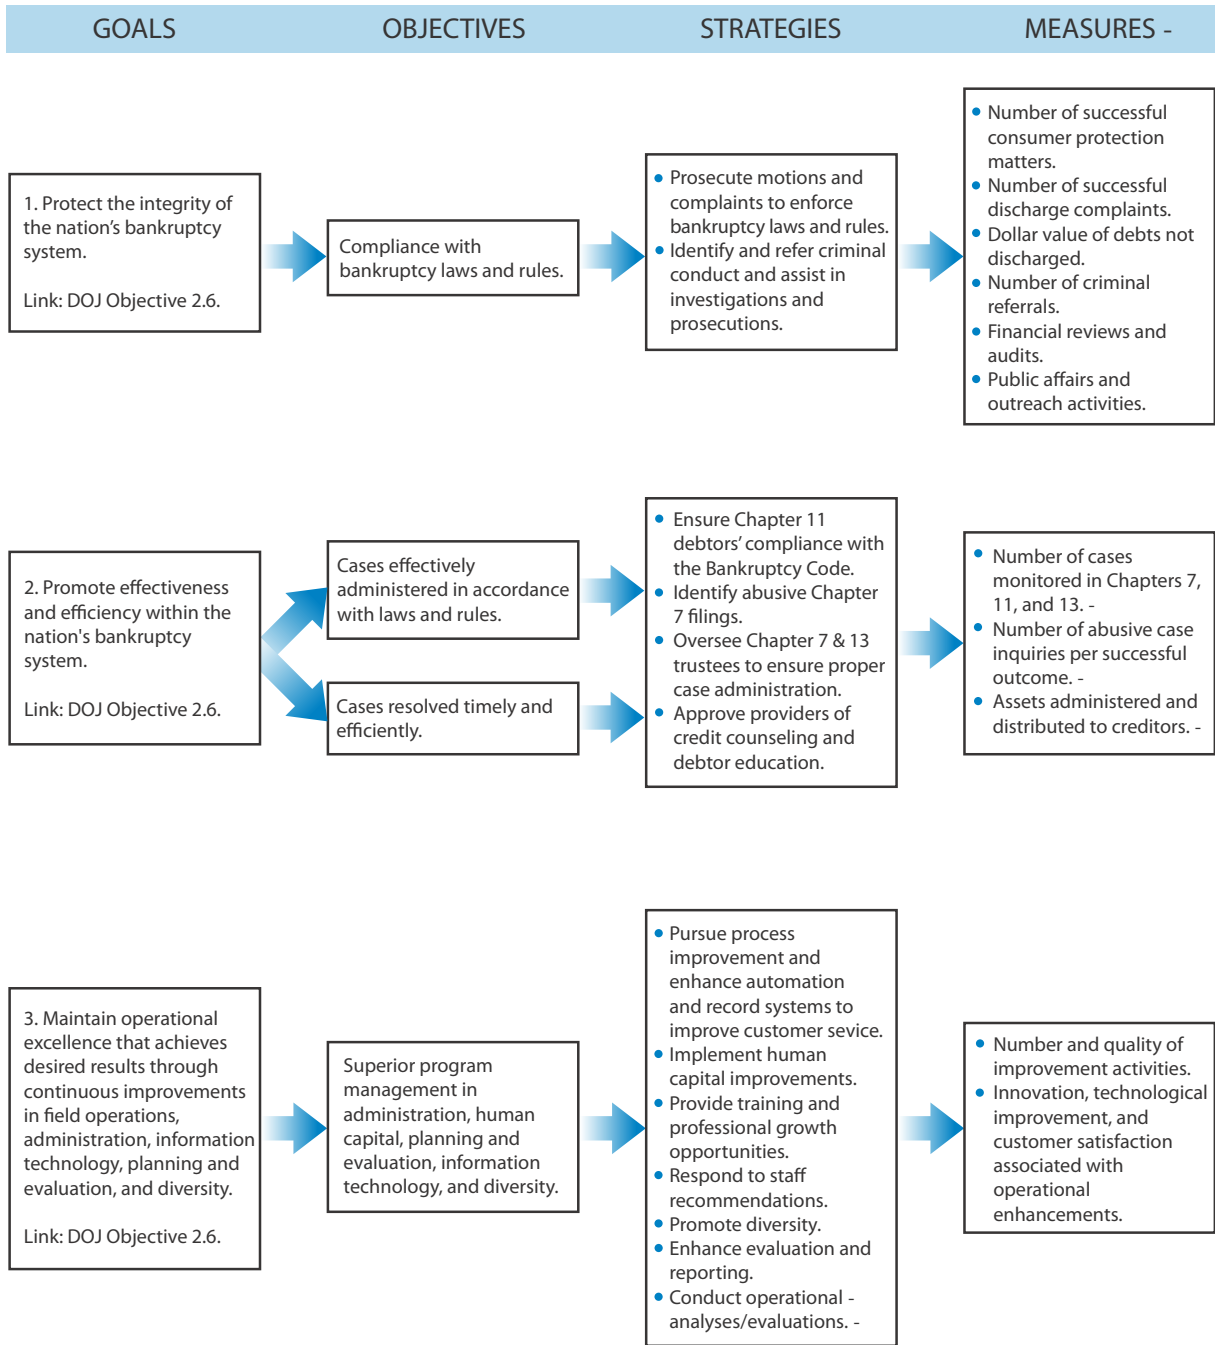 GOALS
OBJECTIVES
STRATEGIES
MEASURES -
1. Protect the integrity of
the nation’s bankruptcy
system.
Link: DOJ Objective 2.6.
Compliance with
bankruptcy laws and rules.
• Prosecute motions and
complaints to enforce
bankruptcy laws and rules.
• Identify and refer criminal
conduct and assist in
investigations and
prosecutions.
• Number of successful
consumer protection
matters.
• Number of successful
discharge complaints.
• Dollar value of debts not
discharged.
• Number of criminal
referrals.
• Financial reviews and
audits.
• Public affairs and
outreach activities.
2. Promote effectiveness
and efficiency within the
nation's bankruptcy
system.
Link: DOJ Objective 2.6.
Cases effectively
administered in accordance
with laws and rules.
Cases resolved timely and
efficiently.
• Ensure Chapter 11
debtors’ compliance with
the Bankruptcy Code.
• Identify abusive Chapter
7 filings.
• Oversee Chapter 7 & 13
trustees to ensure proper
case administration.
• Approve providers of
credit counseling and
debtor education.
• Number of cases
monitored in Chapters 7,
11, and 13. -
• Number of abusive case
inquiries per successful
outcome. -
• Assets administered and
distributed to creditors. -
3. Maintain operational
excellence that achieves
desired results through
continuous improvements
in field operations,
administration, information
technology, planning and
evaluation, and diversity.
Link: DOJ Objective 2.6.
Superior program
management in
administration, human
capital, planning and
evaluation, information
technology, and diversity.
• Pursue process
improvement and
enhance automation
and record systems to
improve customer sevice.
• Implement human
capital improvements.
• Provide training and
professional growth
opportunities.
• Respond to staff
recommendations.
• Promote diversity.
• Enhance evaluation and
reporting.
• Conduct operational -
analyses/evaluations. -
• Number and quality of
improvement activities.
• Innovation, technological
improvement, and
customer satisfaction
associated with
operational
enhancements.